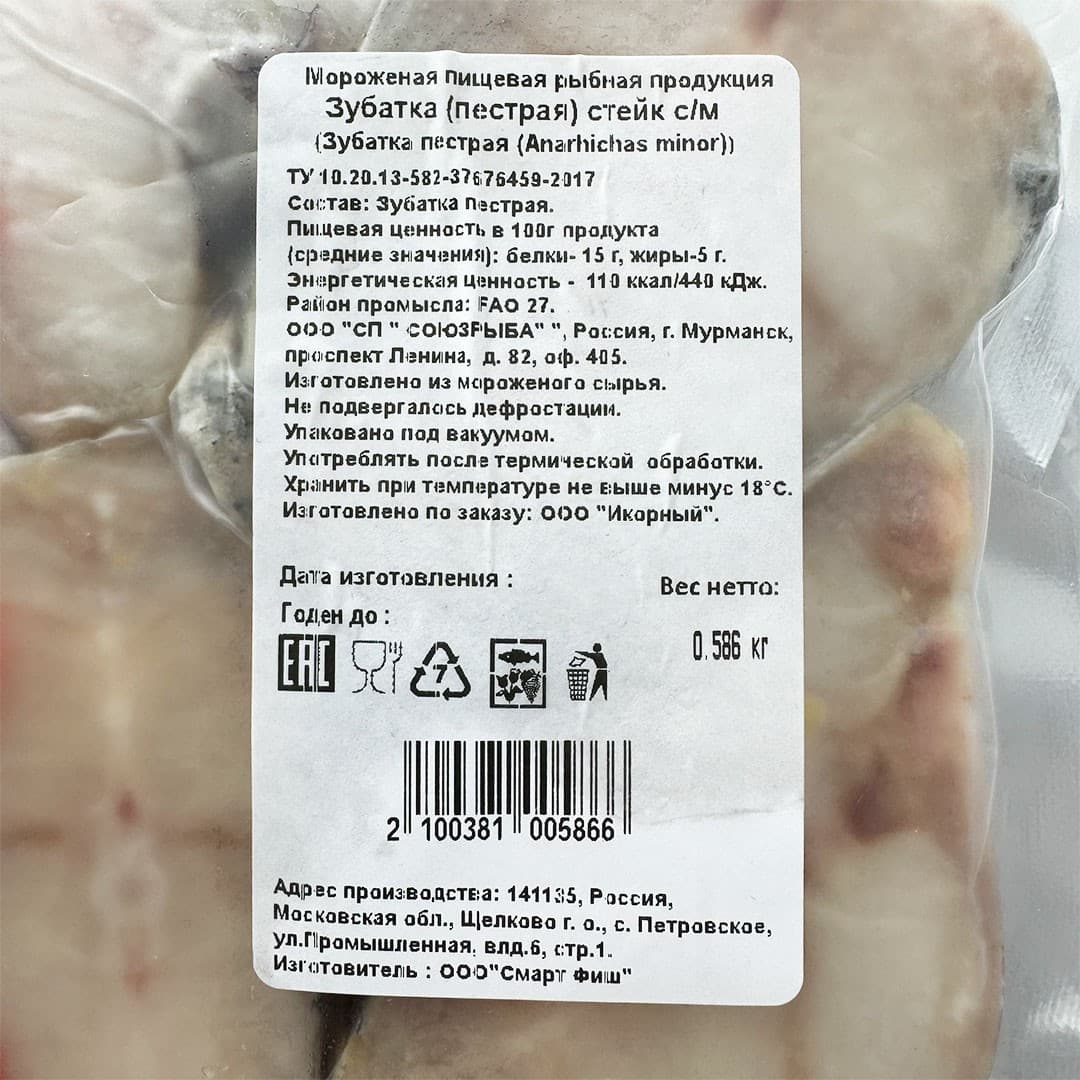 Мороженая пищевая рыбная продукция
Зубатка (пестрая) стейк с/м
(Зубатка пестрая (Anarhichas minor))
ТУ 10.20.13-582-37676459-2017
Состав: Зубатка пестрая.
Пищевая ценность в 100г продукта
(средние значения): белки- 15 г, жиры-5 г.
Энергетическая ценность - 110 ккал/440 кДж.
Район промысла: FAO 27.
ООО "СП " СОЮЗРЫБА" ", Россия, г. Мурманск,
проспект Ленина, д. 82, оф. 405.
Изготовлено из мороженого сырья.
Не подвергалось дефростации.
Упаковано под вакуумом.
Употреблять после термической обработки.
Хранить при температуре не выше минус 18°С.
Изготовлено по заказу: ООО "Икорный".
Дата изготовления :
Вес нетто:
Годен до :
0.586 кг
EAC
7
2 100381 005866
Адрес производства: 141135, Россия,
Московская обл., Щелково г. о., с. Петровское,
ул.Промышленная, влд.6, стр.1.
Изготовитель : ООО"Смарт Фиш"